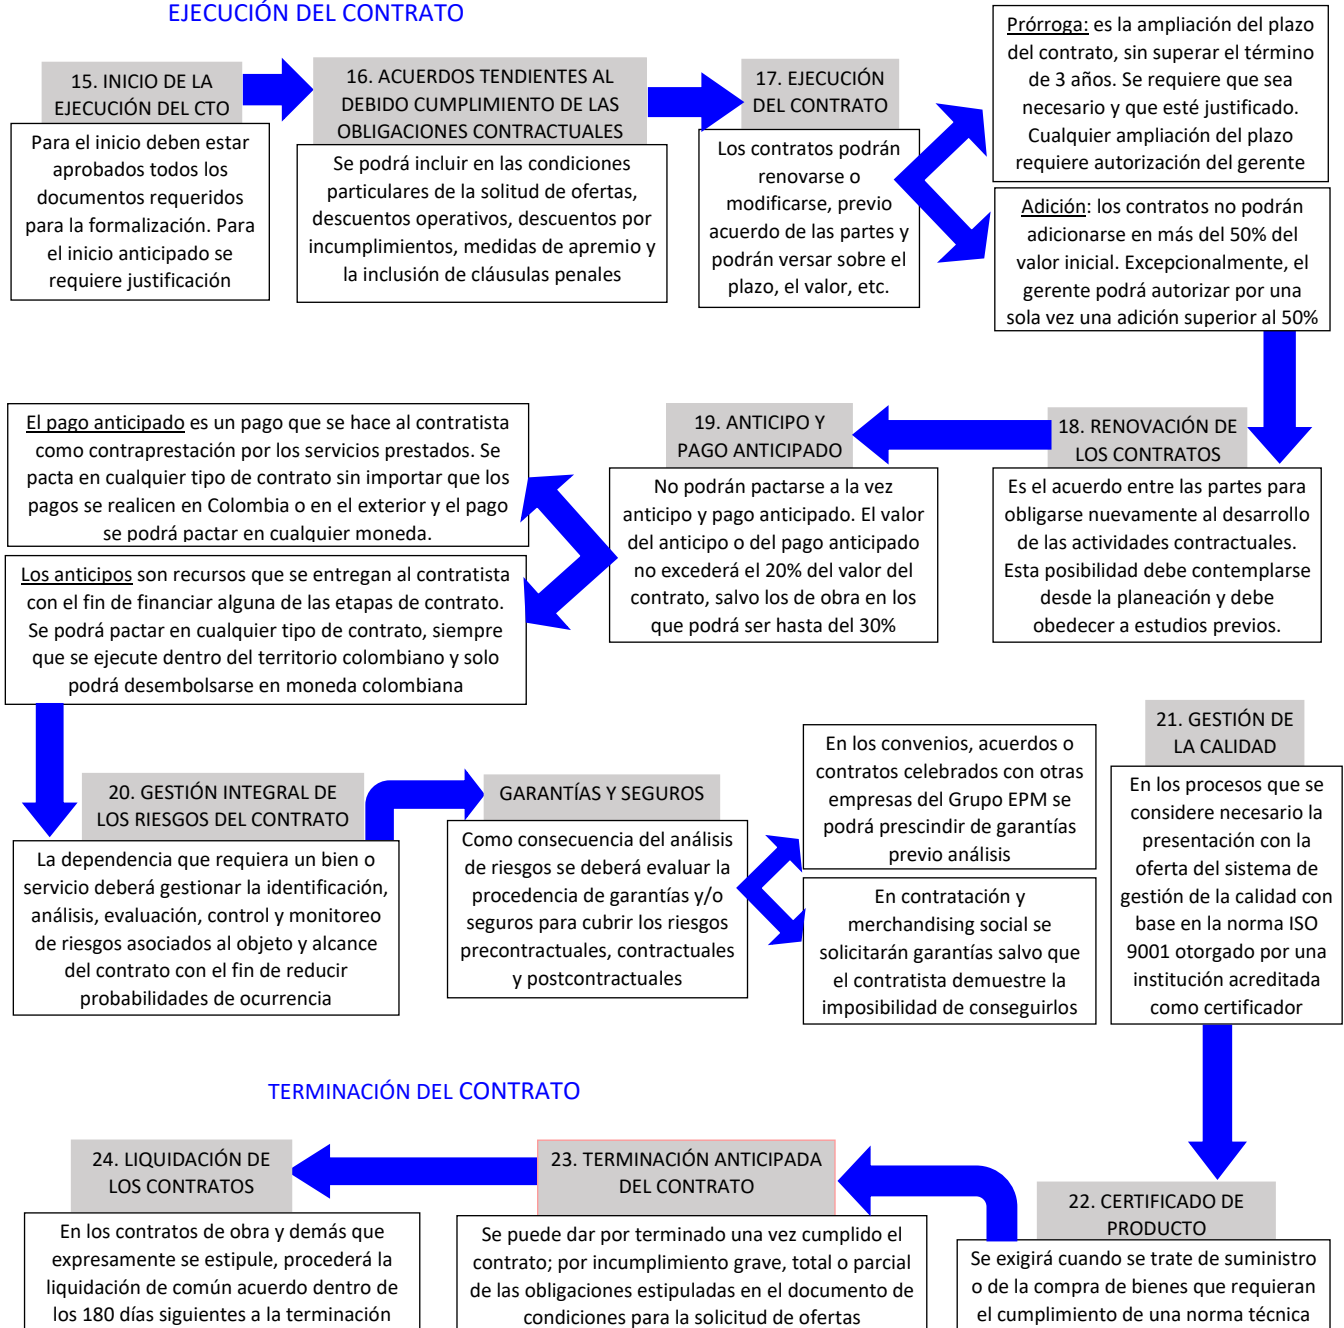 EJECUCIÓN DEL CONTRATO
15. INICIO DE LA
EJECUCIÓN DEL CTO
Para el inicio deben estar
aprobados todos los
documentos requeridos
para la formalización. Para
el inicio anticipado se
requiere justificación
16. ACUERDOS TENDIENTES AL
DEBIDO CUMPLIMIENTO DE LAS
OBLIGACIONES CONTRACTUALES
Se podrá incluir en las condiciones
particulares de la solitud de ofertas,
descuentos operativos, descuentos por
incumplimientos, medidas de apremio y
la inclusión de cláusulas penales
17. EJECUCIÓN
DEL CONTRATO
Los contratos podrán
renovarse o
modificarse, previo
acuerdo de las partes y
podrán versar sobre el
plazo, el valor, etc.
Prórroga: es la ampliación del plazo
del contrato, sin superar el término
de 3 años. Se requiere que sea
necesario y que esté justificado.
Cualquier ampliación del plazo
requiere autorización del gerente
Adición: los contratos no podrán
adicionarse en más del 50% del
valor inicial. Excepcionalmente, el
gerente podrá autorizar por una
sola vez una adición superior al 50%
18. RENOVACIÓN DE
LOS CONTRATOS
Es el acuerdo entre las partes para
obligarse nuevamente al desarrollo
de las actividades contractuales.
Esta posibilidad debe contemplarse
desde la planeación y debe
obedecer a estudios previos.
19. ANTICIPO Y
PAGO ANTICIPADO
No podrán pactarse a la vez
anticipo y pago anticipado. El valor
del anticipo o del pago anticipado
no excederá el 20% del valor del
contrato, salvo los de obra en los
que podrá ser hasta del 30%
El pago anticipado es un pago que se hace al contratista
como contraprestación por los servicios prestados. Se
pacta en cualquier tipo de contrato sin importar que los
pagos se realicen en Colombia o en el exterior y el pago
se podrá pactar en cualquier moneda.
Los anticipos son recursos que se entregan al contratista
con el fin de financiar alguna de las etapas de contrato.
Se podrá pactar en cualquier tipo de contrato, siempre
que se ejecute dentro del territorio colombiano y solo
podrá desembolsarse en moneda colombiana
20. GESTIÓN INTEGRAL DE
LOS RIESGOS DEL CONTRATO
La dependencia que requiera un bien o
servicio deberá gestionar la identificación,
análisis, evaluación, control y monitoreo
de riesgos asociados al objeto y alcance
del contrato con el fin de reducir
probabilidades de ocurrencia
GARANTÍAS Y SEGUROS
Como consecuencia del análisis
de riesgos se deberá evaluar la
procedencia de garantías y/o
seguros para cubrir los riesgos
precontractuales, contractuales
y postcontractuales
En los convenios, acuerdos o
contratos celebrados con otras
empresas del Grupo EPM se
podrá prescindir de garantías
previo análisis
En contratación y
merchandising social se
solicitarán garantías salvo que
el contratista demuestre la
imposibilidad de conseguirlos
21. GESTIÓN DE
LA CALIDAD
En los procesos que se
considere necesario la
presentación con la
oferta del sistema de
gestión de la calidad con
base en la norma ISO
9001 otorgado por una
institución acreditada
como certificador
TERMINACIÓN DEL CONTRATO
22. CERTIFICADO DE
PRODUCTO
Se exigirá cuando se trate de suministro
o de la compra de bienes que requieran
el cumplimiento de una norma técnica
23. TERMINACIÓN ANTICIPADA
DEL CONTRATO
Se puede dar por terminado una vez cumplido el
contrato; por incumplimiento grave, total o parcial
de las obligaciones estipuladas en el documento de
condiciones para la solicitud de ofertas
24. LIQUIDACIÓN DE
LOS CONTRATOS
En los contratos de obra y demás que
expresamente se estipule, procederá la
liquidación de común acuerdo dentro de
los 180 días siguientes a la terminación